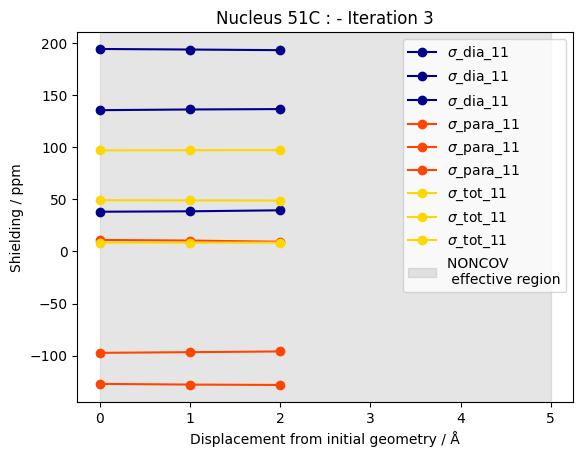 Nucleus 51C : - Iteration 3
Shielding / ppm
200
150
100
50
0
−50
−100
0
1
2
3
4
5
Displacement from initial geometry / Å
σ_dia_11
σ_dia_11
σ_dia_11
σ_para_11
σ_para_11
σ_para_11
σ_tot_11
σ_tot_11
σ_tot_11
NONCOV
effective region